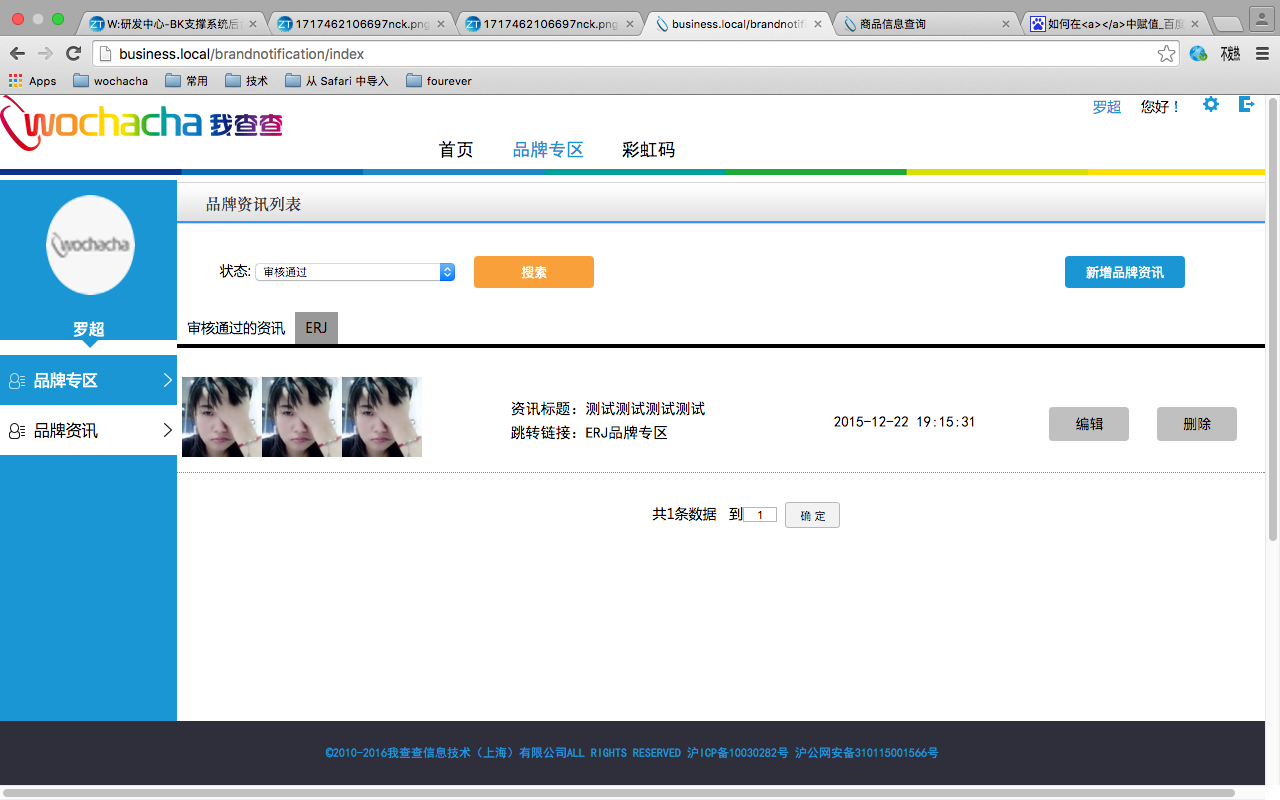 W:研发中心-BK支撑系统后
1717462106697nck.png
1717462106697nck.png
business.local/brandnotifi
商品信息查询
如何在<a></a>中赋值_百度
business.local/brandnotification/index
Apps
wochacha
常用
技术
从 Safari 中导入
fourever
wochacha 我查查
罗超 您好！
首页 品牌专区 彩虹码
wochacha
罗超
品牌专区
品牌资讯
品牌资讯列表
状态: 审核通过 搜索 新增品牌资讯
审核通过的资讯 ERJ
资讯标题：测试测试测试测试
跳转链接：ERJ品牌专区
2015-12-22 19:15:31
编辑 删除
共1条数据 到 1 确 定
©2010-2016我查查信息技术（上海）有限公司ALL RIGHTS RESERVED 沪ICP备10030282号 沪公网安备310115001566号